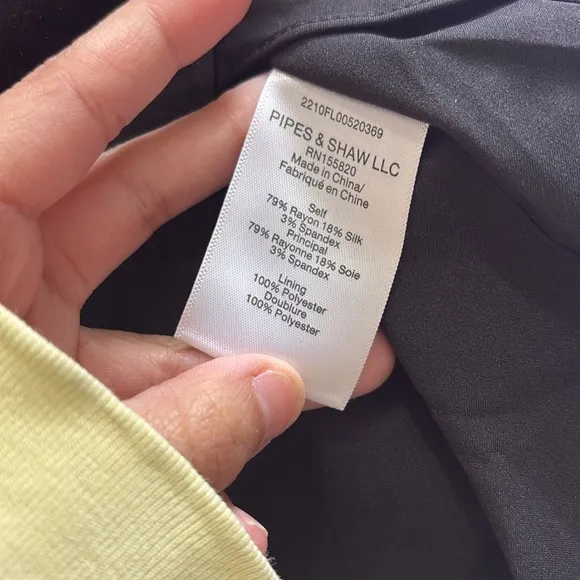 2210FL00520369
PIPES & SHAW LLC
RN155820
Made in China/
Fabriqué en Chine
Self
79% Rayon 18% Silk
3% Spandex
Principal
79% Rayonne 18% Soie
3% Spandex
Lining
100% Polyester
Doublure
100% Polyester